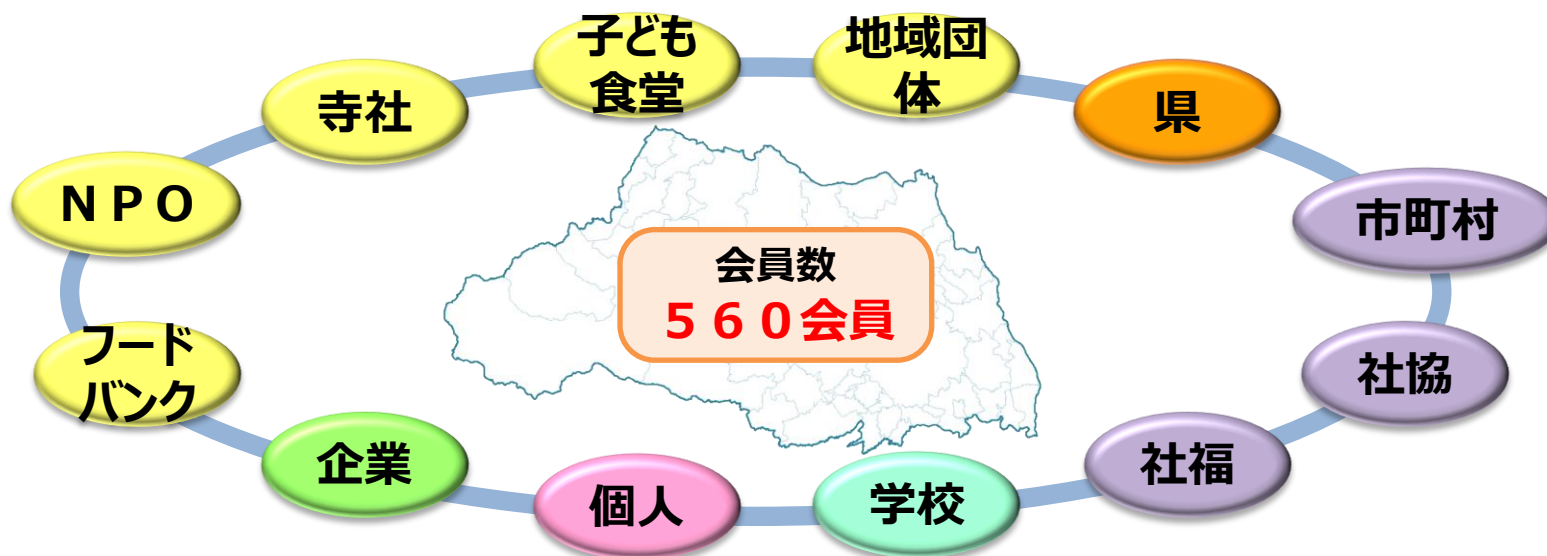 子ども
食堂
地域団
体
寺社
県
ＮＰＯ
市町村
会員数
５６０会員
フード
バンク
社協
企業
社福
個人
学校